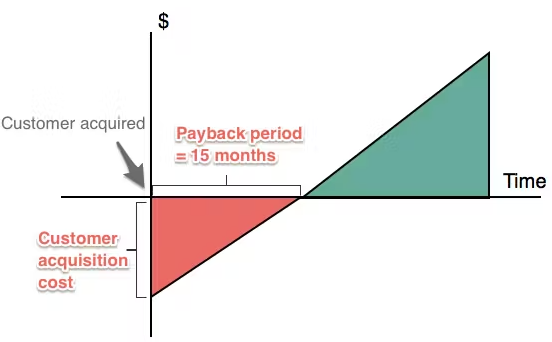 $
Customer acquired
Payback period
= 15 months
Time
Customer
acquisition
cost